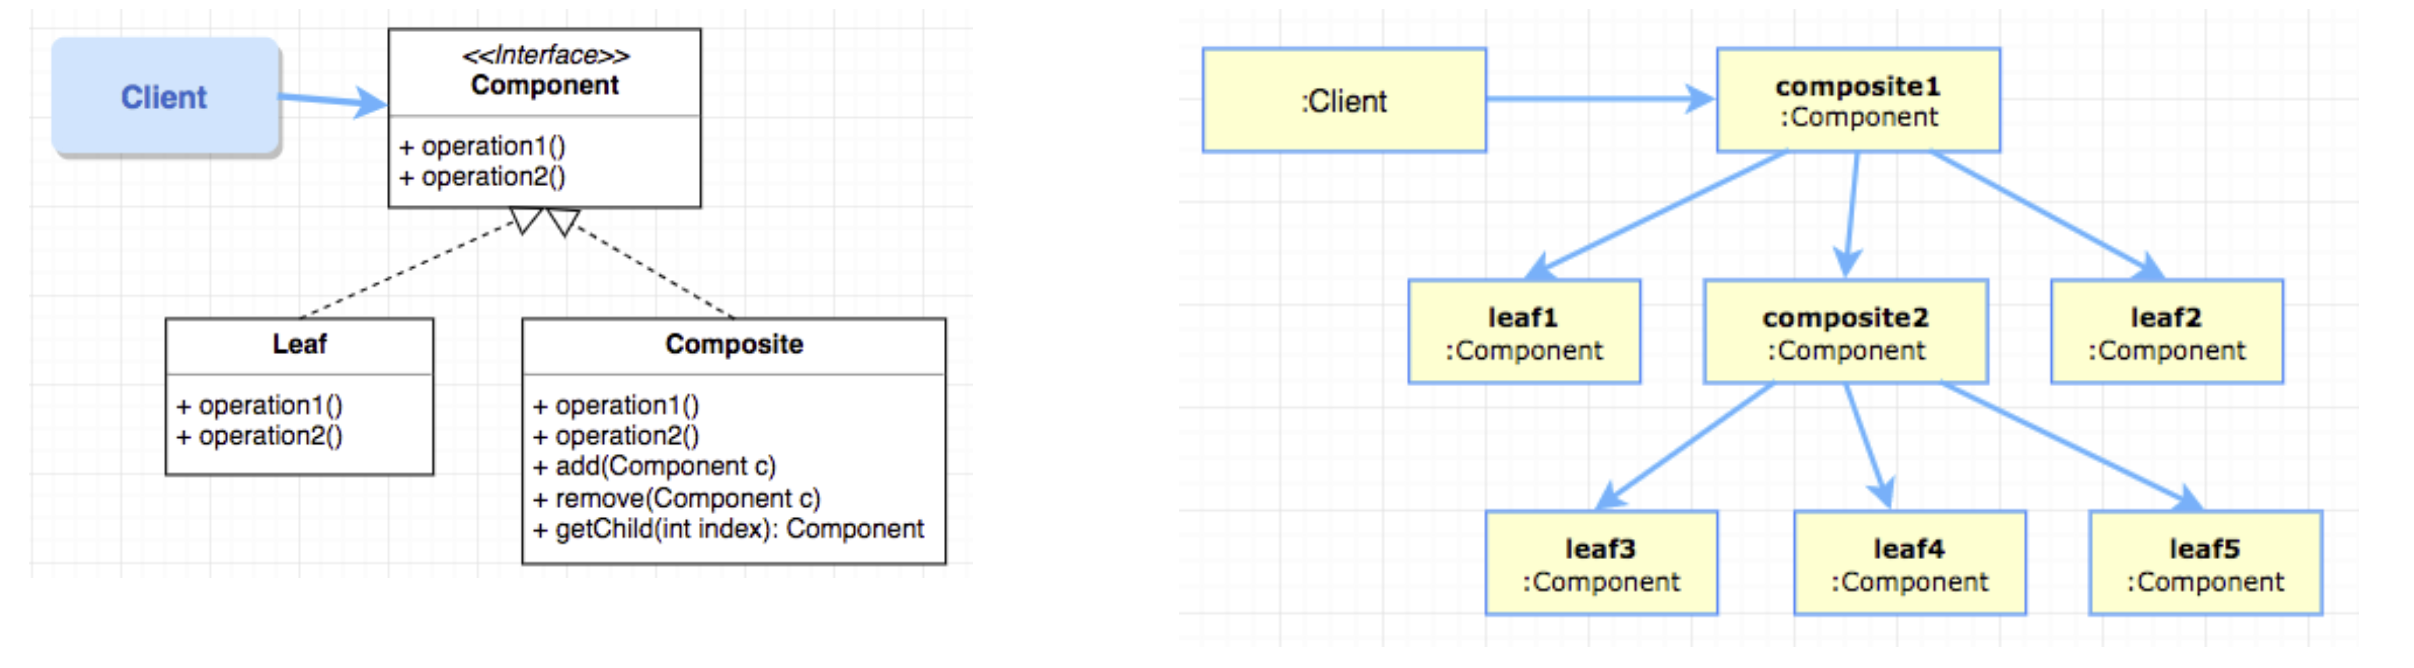 Client
<<Interface>>
Component
+ operation1()
+ operation2()
Leaf
+ operation1()
+ operation2()
Composite
+ operation1()
+ operation2()
+ add(Component c)
+ remove(Component c)
+ getChild(int index): Component
:Client
composite1
:Component
leaf1
:Component
composite2
:Component
leaf2
:Component
leaf3
:Component
leaf4
:Component
leaf5
:Component